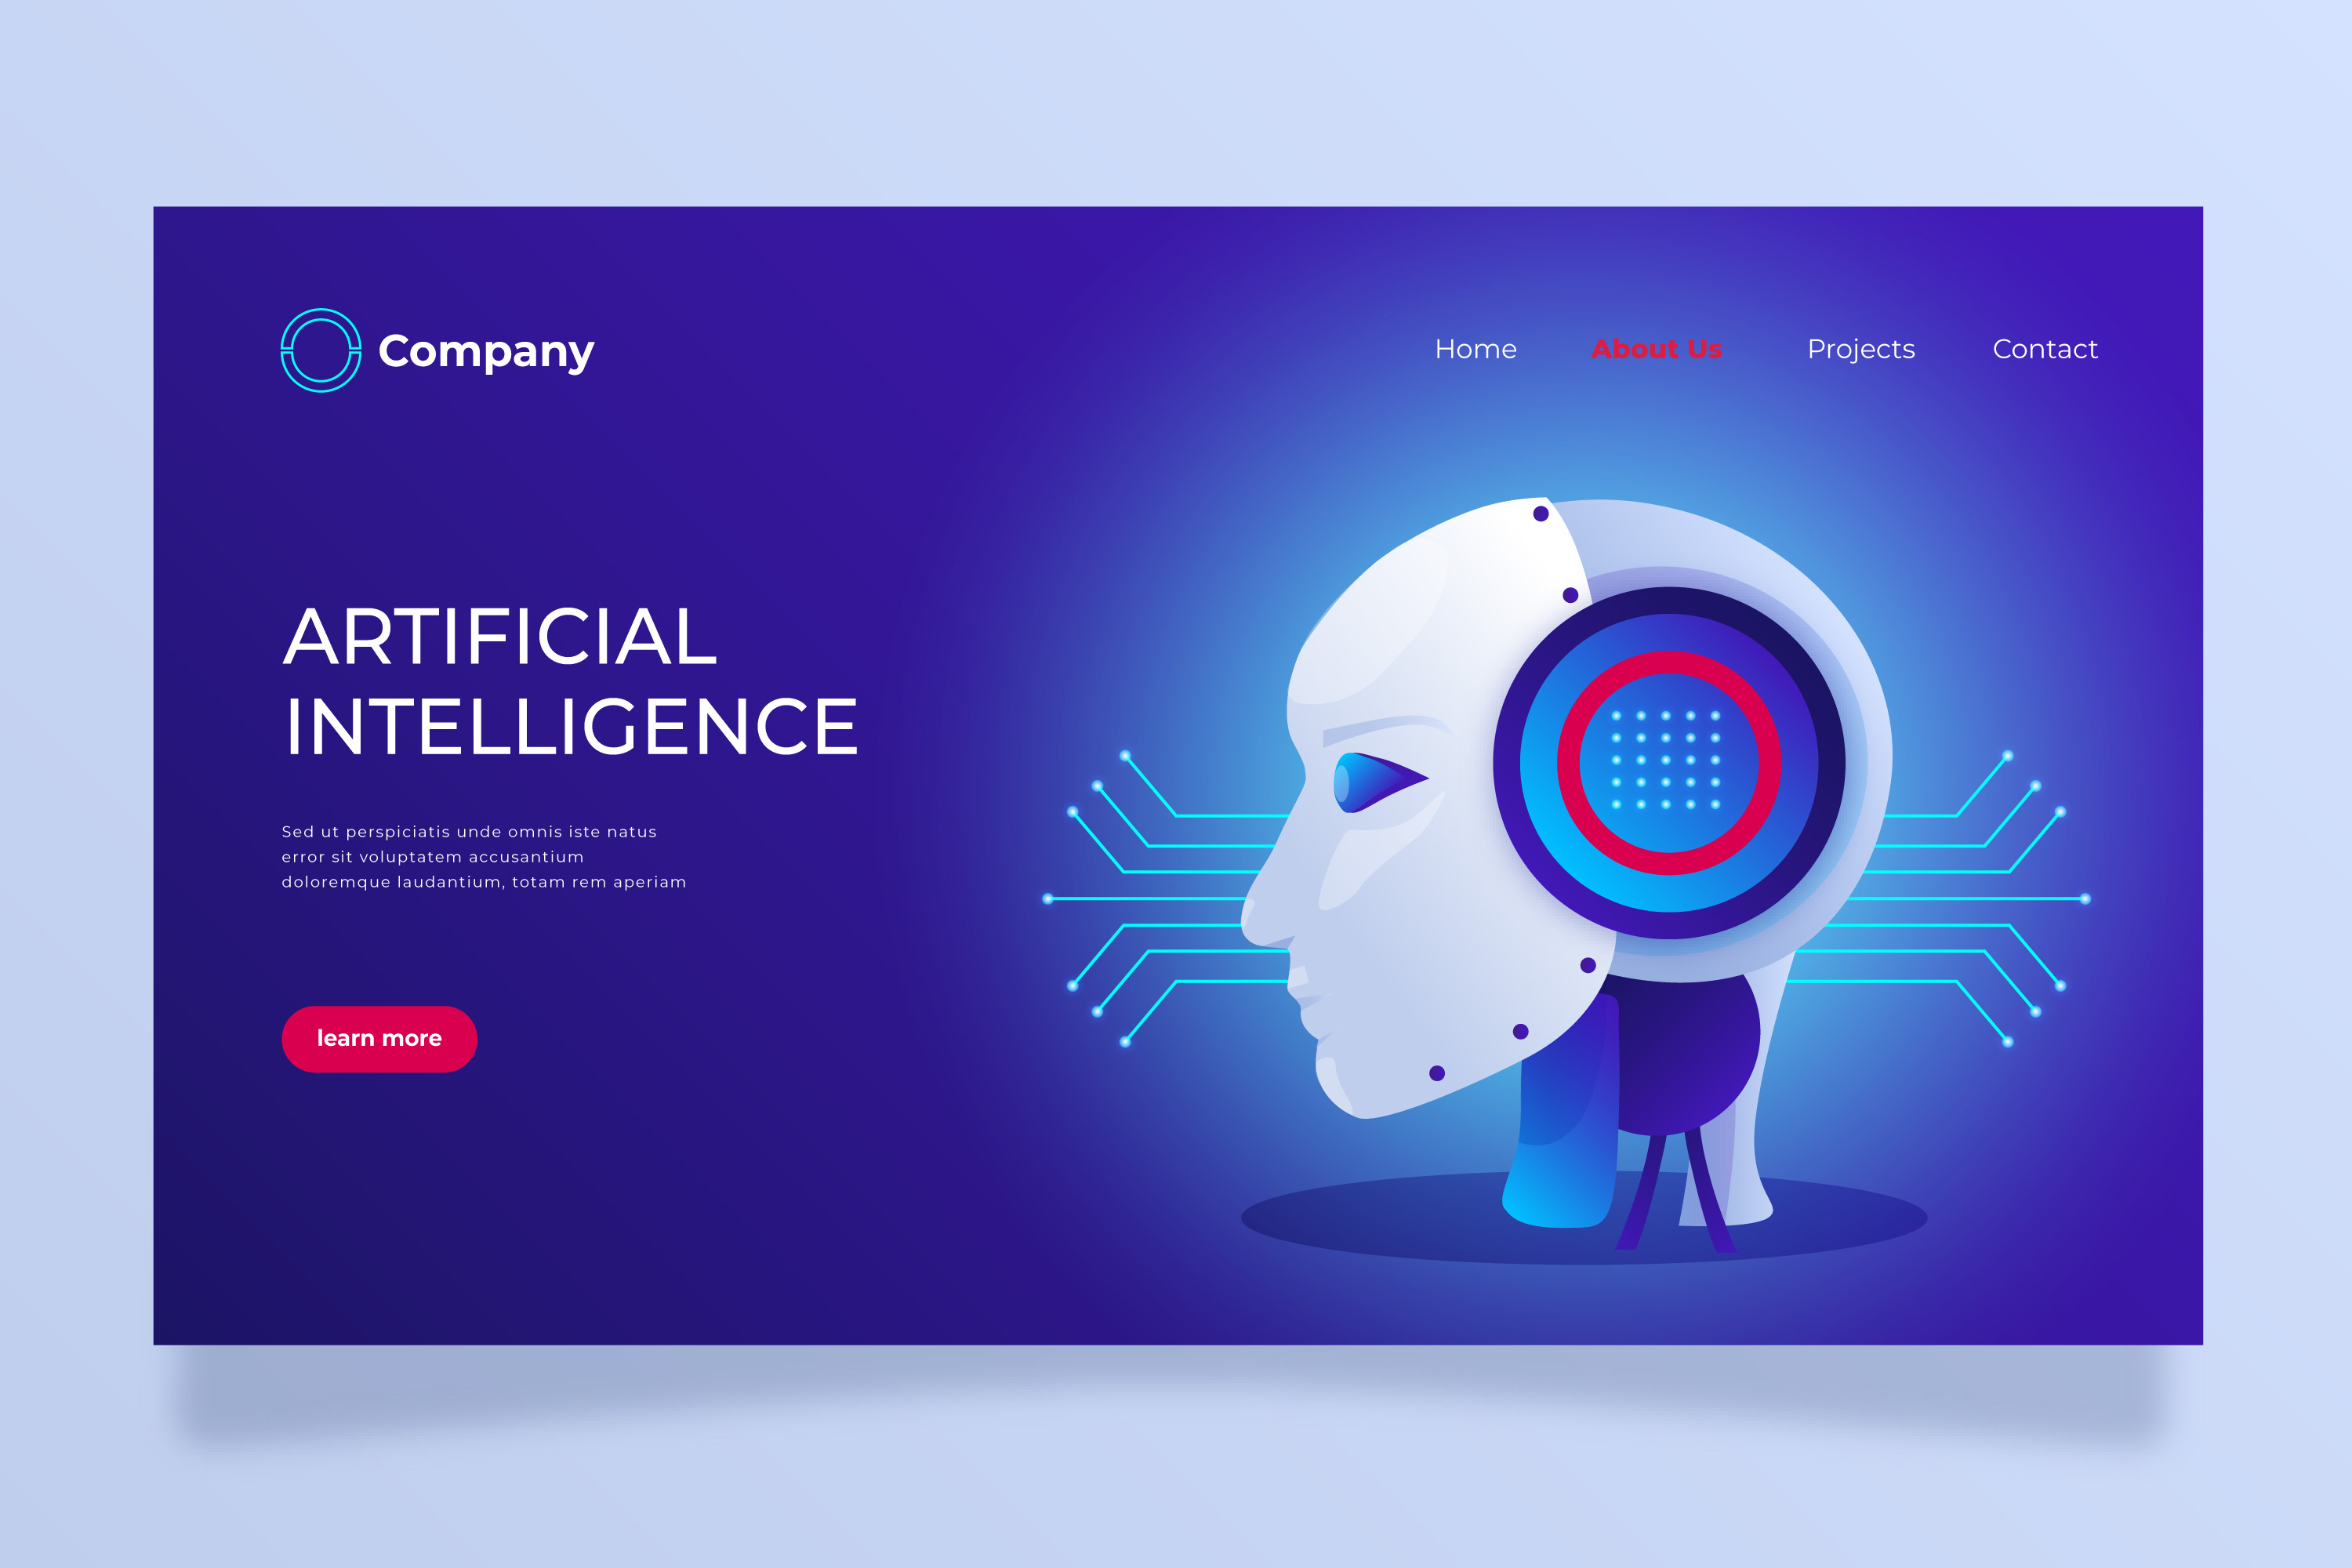 Company
Home
About Us
Projects
Contact
ARTIFICIAL
INTELLIGENCE
Sed ut perspiciatis unde omnis iste natus
error sit voluptatem accusantium
doloremque laudantium, totam rem aperiam
learn more